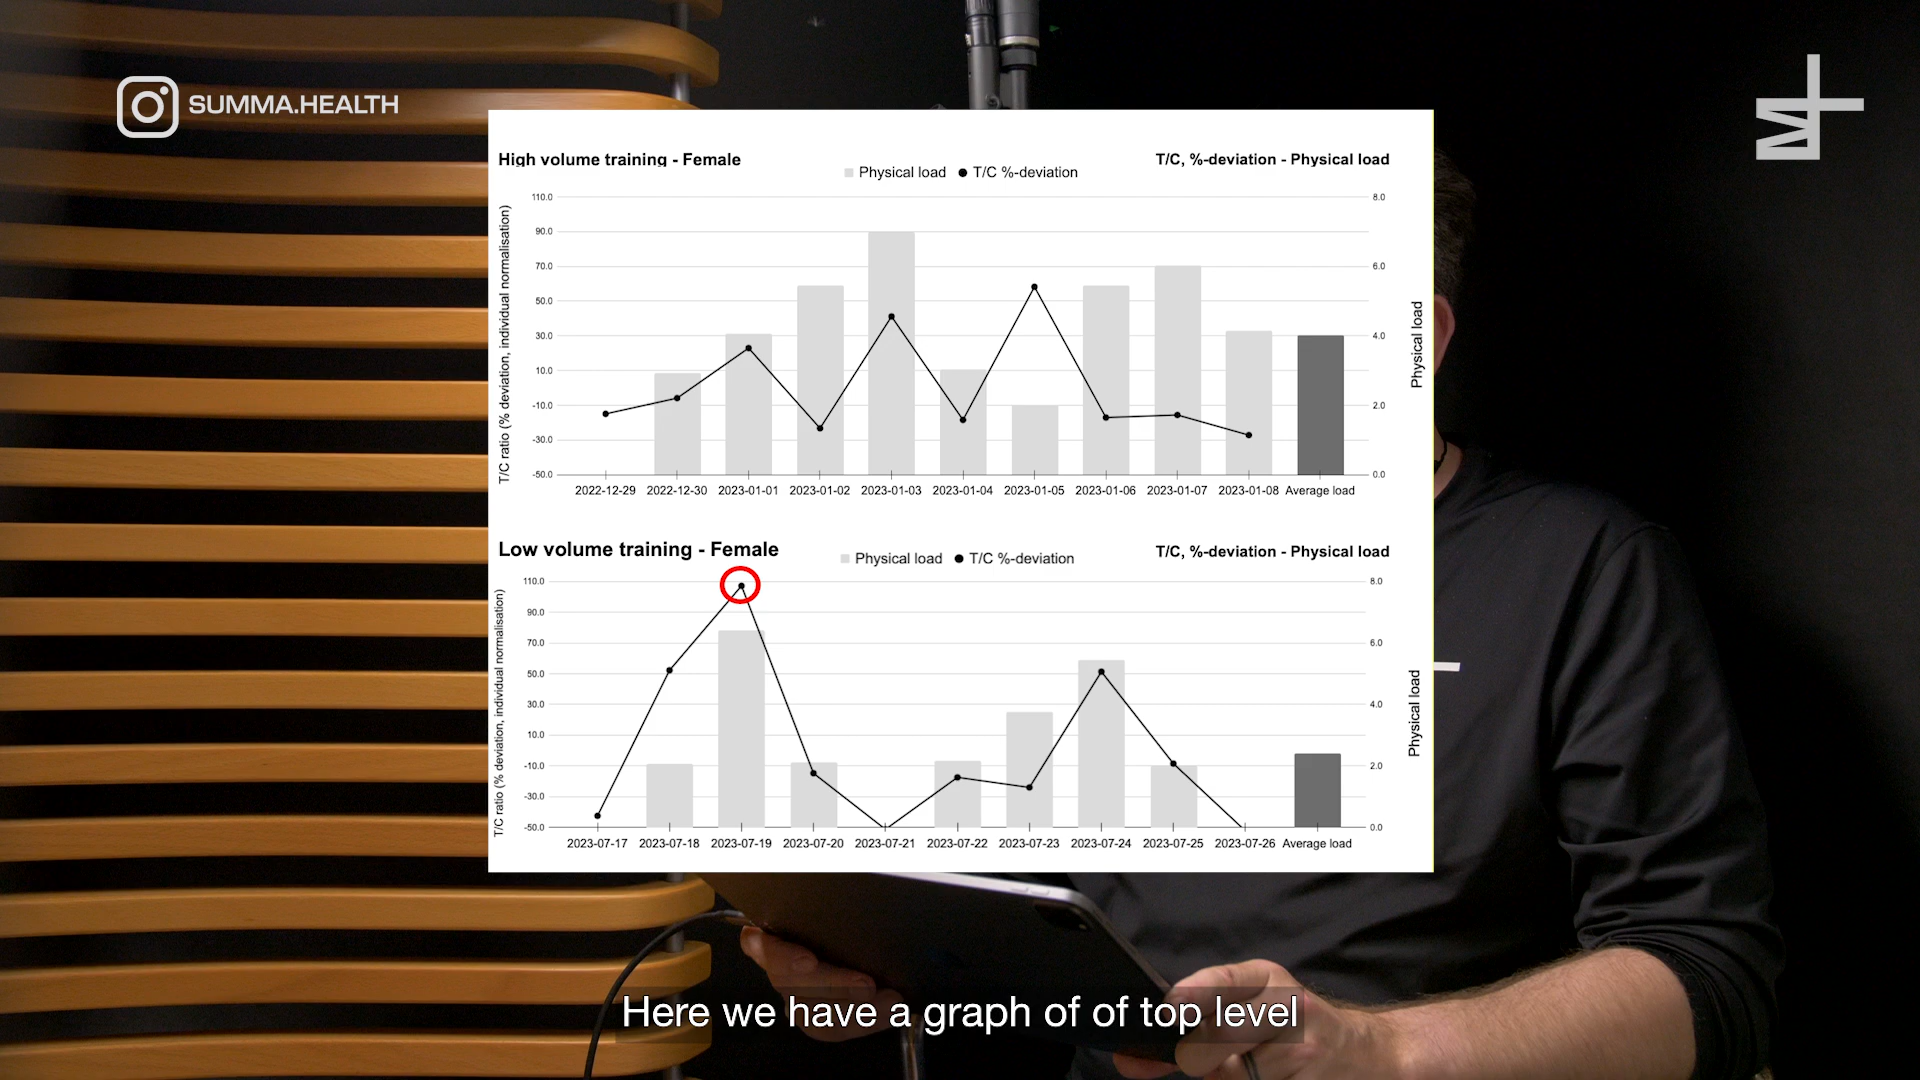 SUMMA.HEALTH
High volume training - Female
Physical load T/C %-deviation
T/C, %-deviation - Physical load
T/C ratio (% deviation, individual normalisation)
110.0
90.0
70.0
50.0
30.0
10.0
-10.0
-30.0
-50.0
8.0
6.0
4.0
2.0
0.0
Physical load
2022-12-29 2022-12-30 2023-01-01 2023-01-02 2023-01-03 2023-01-04 2023-01-05 2023-01-06 2023-01-07 2023-01-08 Average load
Low volume training - Female
Physical load T/C %-deviation
T/C, %-deviation - Physical load
T/C ratio (% deviation, individual normalisation)
110.0
90.0
70.0
50.0
30.0
10.0
-10.0
-30.0
-50.0
8.0
6.0
4.0
2.0
0.0
Physical load
2023-07-17 2023-07-18 2023-07-19 2023-07-20 2023-07-21 2023-07-22 2023-07-23 2023-07-24 2023-07-25 2023-07-26 Average load
Here we have a graph of of top level